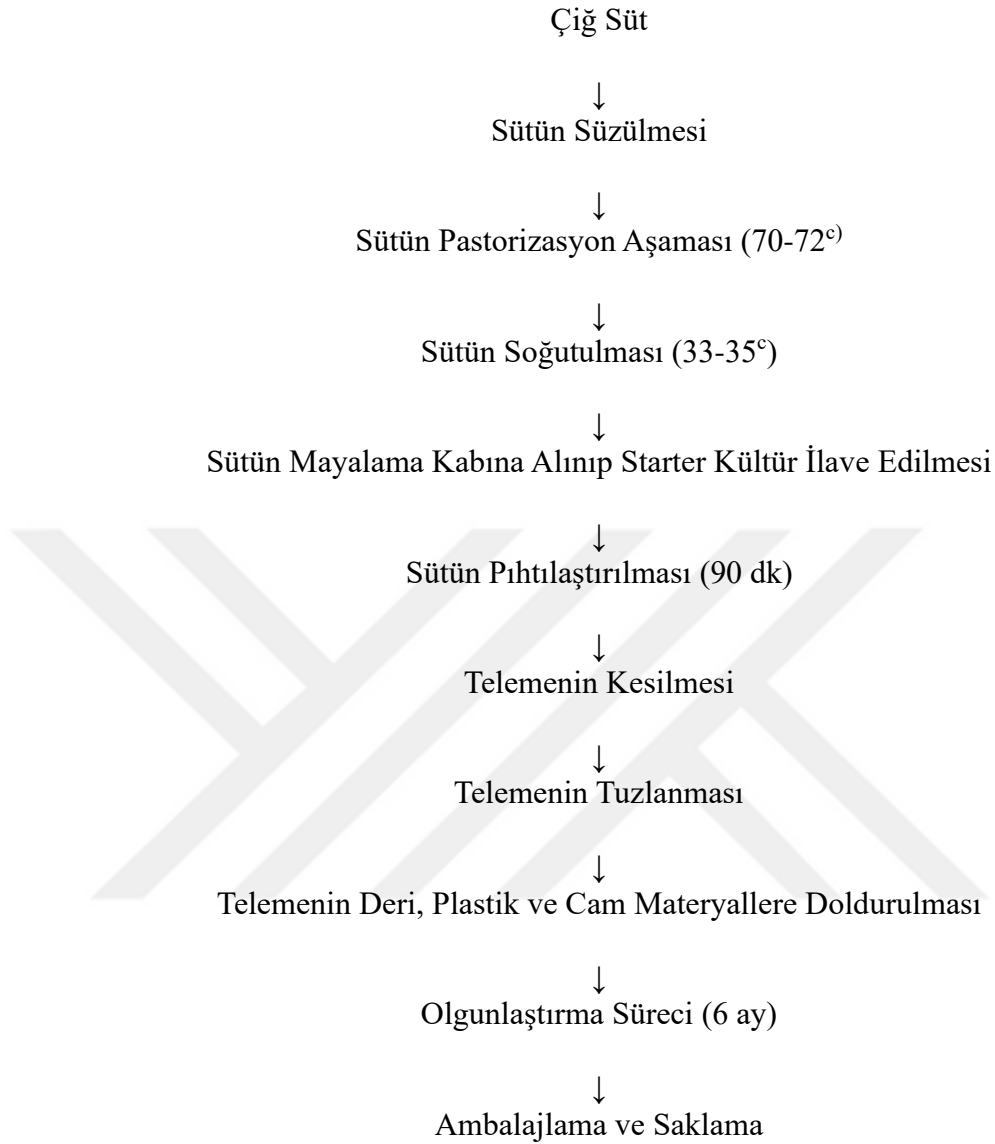 Çiğ Süt
↓
Sütün Süzülmesi
↓
Sütün Pastorizasyon Aşaması (70-72ᶜ⁾
↓
Sütün Soğutulması (33-35ᶜ)
↓
Sütün Mayalama Kabına Alınıp Starter Kültür İlave Edilmesi
↓
Sütün Pıhtılaştırılması (90 dk)
↓
Telemenin Kesilmesi
↓
Telemenin Tuzlanması
↓
Telemenin Deri, Plastik ve Cam Materyallere Doldurulması
↓
Olgunlaştırma Süreci (6 ay)
↓
Ambalajlama ve Saklama